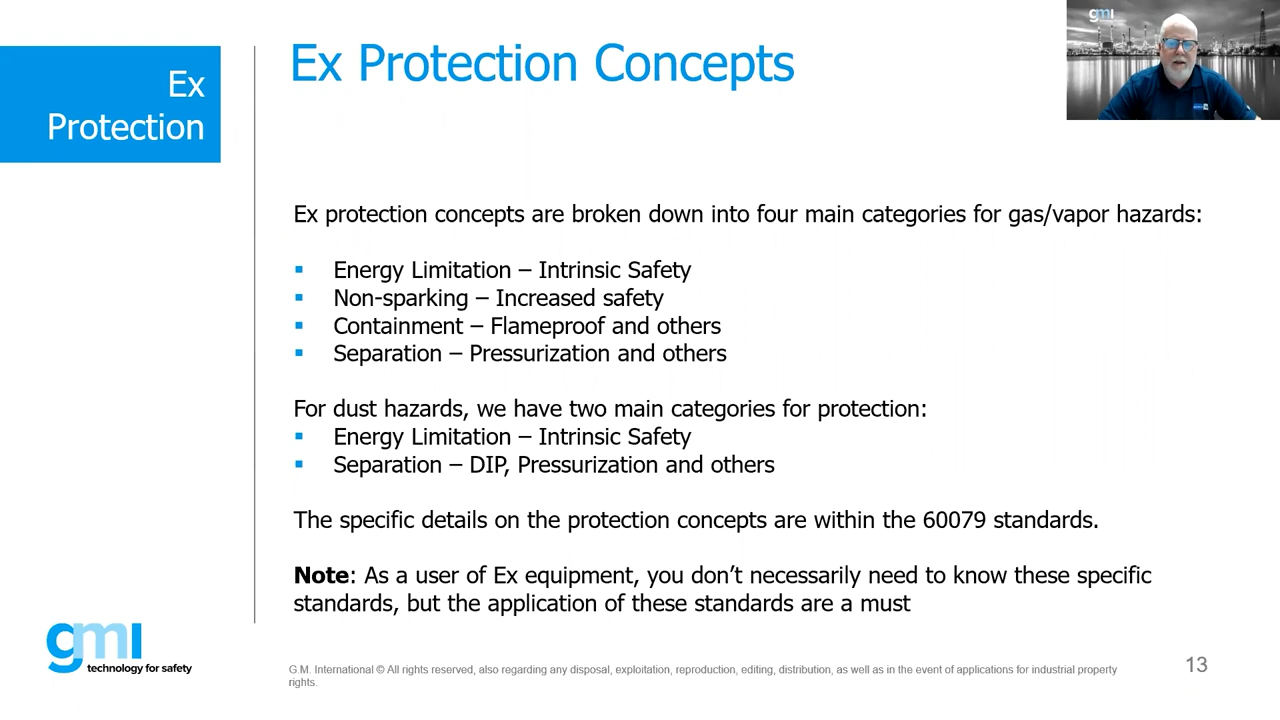 Ex
Protection
Ex Protection Concepts
gmi
Ex protection concepts are broken down into four main categories for gas/vapor hazards:
▪ Energy Limitation – Intrinsic Safety
▪ Non-sparking – Increased safety
▪ Containment – Flameproof and others
▪ Separation – Pressurization and others
For dust hazards, we have two main categories for protection:
▪ Energy Limitation – Intrinsic Safety
▪ Separation – DIP, Pressurization and others
The specific details on the protection concepts are within the 60079 standards.
Note: As a user of Ex equipment, you don’t necessarily need to know these specific
standards, but the application of these standards are a must
gmi
technology for safety
G.M. International © All rights reserved, also regarding any disposal, exploitation, reproduction, editing, distribution, as well as in the event of applications for industrial property
rights.
13